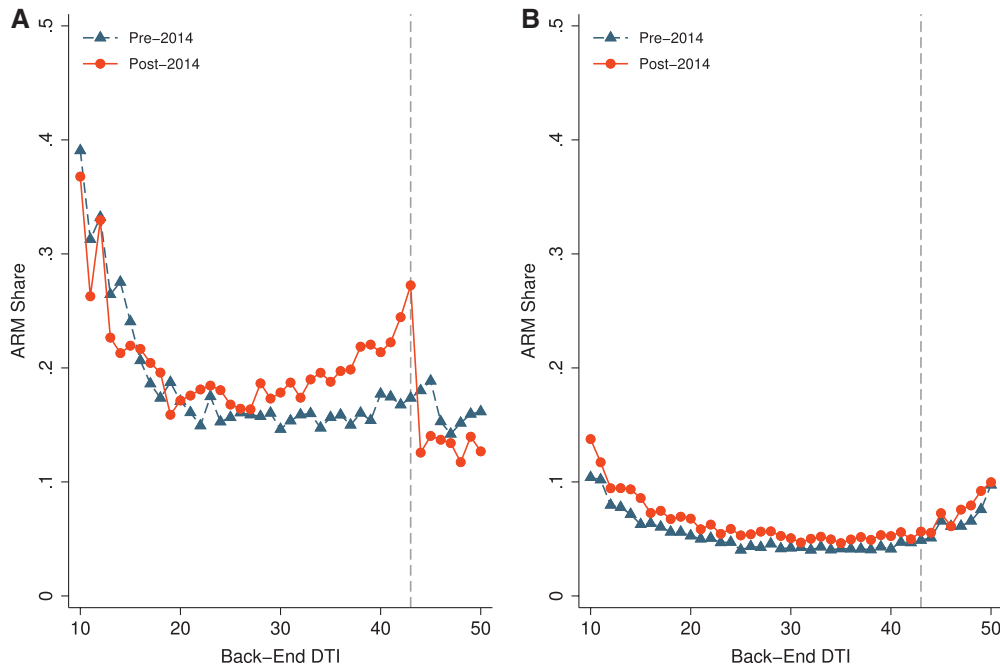 A
Pre−2014
Post−2014
.5
.4
.3
.2
.1
0
ARM Share
10
20
30
40
50
Back−End DTI
B
Pre−2014
Post−2014
.5
.4
.3
.2
.1
0
ARM Share
10
20
30
40
50
Back−End DTI